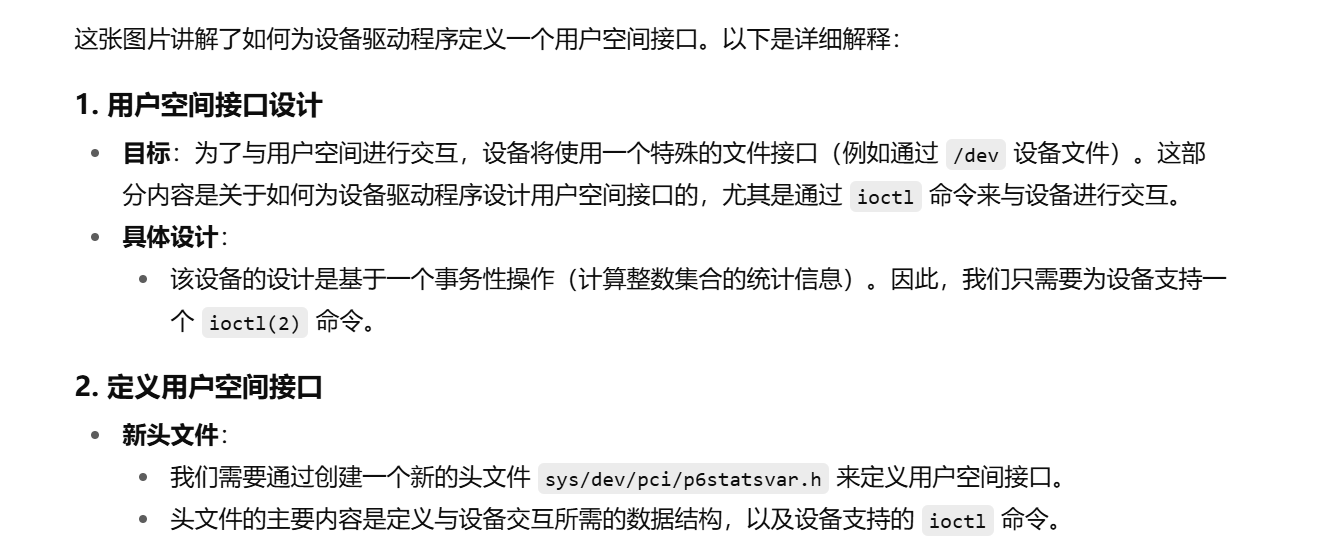 这张图片讲解了如何为设备驱动程序定义一个用户空间接口。以下是详细解释：
1. 用户空间接口设计
• 目标：为了与用户空间进行交互，设备将使用一个特殊的文件接口（例如通过 /dev 设备文件）。这部
分内容是关于如何为设备驱动程序设计用户空间接口的，尤其是通过 ioctl 命令来与设备进行交互。
• 具体设计：
• 该设备的设计是基于一个事务性操作（计算整数集合的统计信息）。因此，我们只需要为设备支持一
个 ioctl(2) 命令。
2. 定义用户空间接口
• 新头文件：
• 我们需要通过创建一个新的头文件 sys/dev/pci/p6statsvar.h 来定义用户空间接口。
• 头文件的主要内容是定义与设备交互所需的数据结构，以及设备支持的 ioctl 命令。